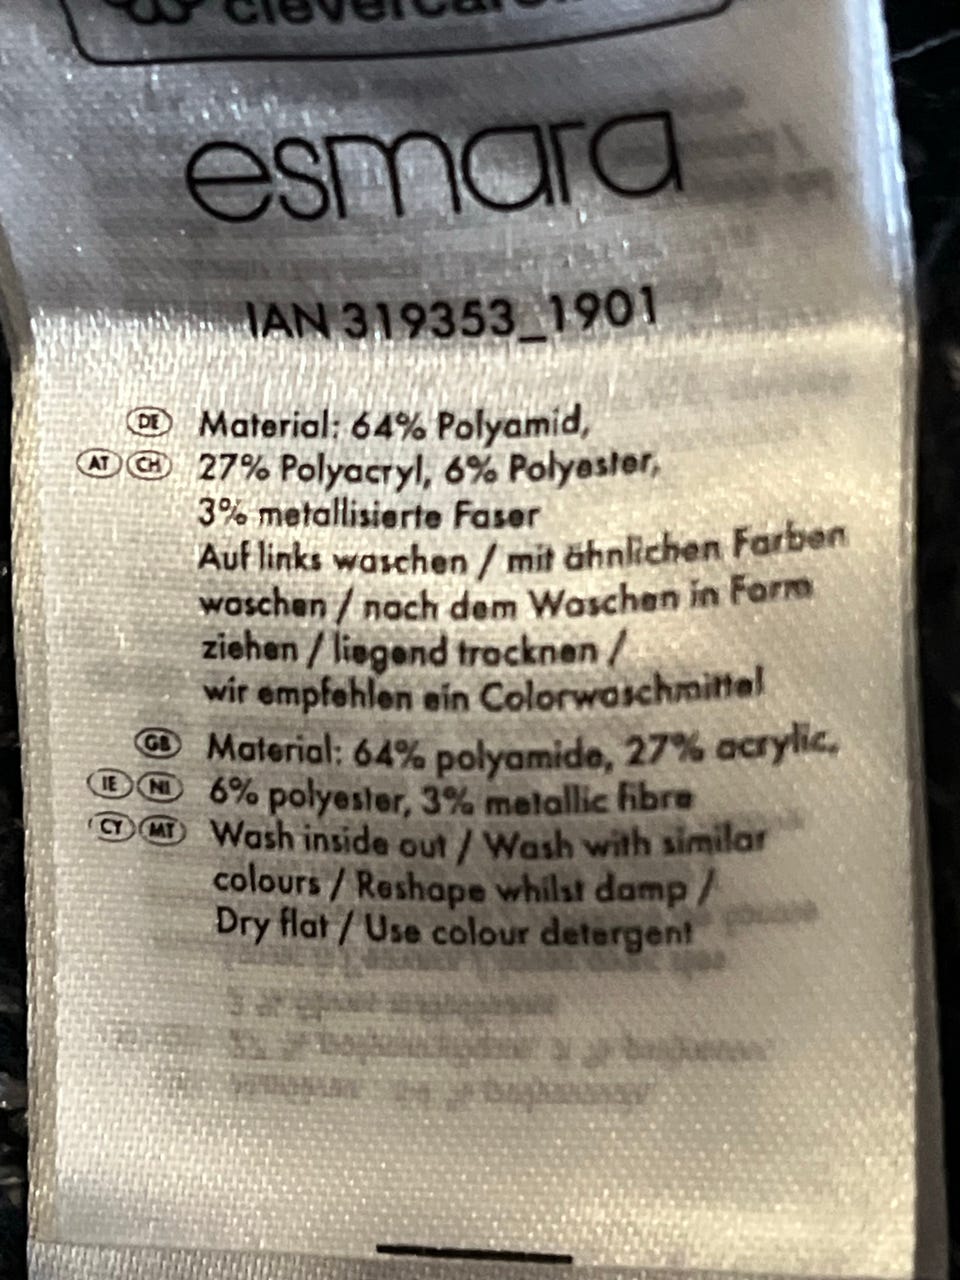 clevercare
esmara
IAN 319353_1901
DE Material: 64% Polyamid,
AT CH 27% Polyacryl, 6% Polyester,
3% metallisierte Faser
Auf links waschen / mit ähnlichen Farben
waschen / nach dem Waschen in Form
ziehen / liegend trocknen /
wir empfehlen ein Colorwaschmittel
GB Material: 64% polyamide, 27% acrylic,
IE NI 6% polyester, 3% metallic fibre
CY MT Wash inside out / Wash with similar
colours / Reshape whilst damp /
Dry flat / Use colour detergent